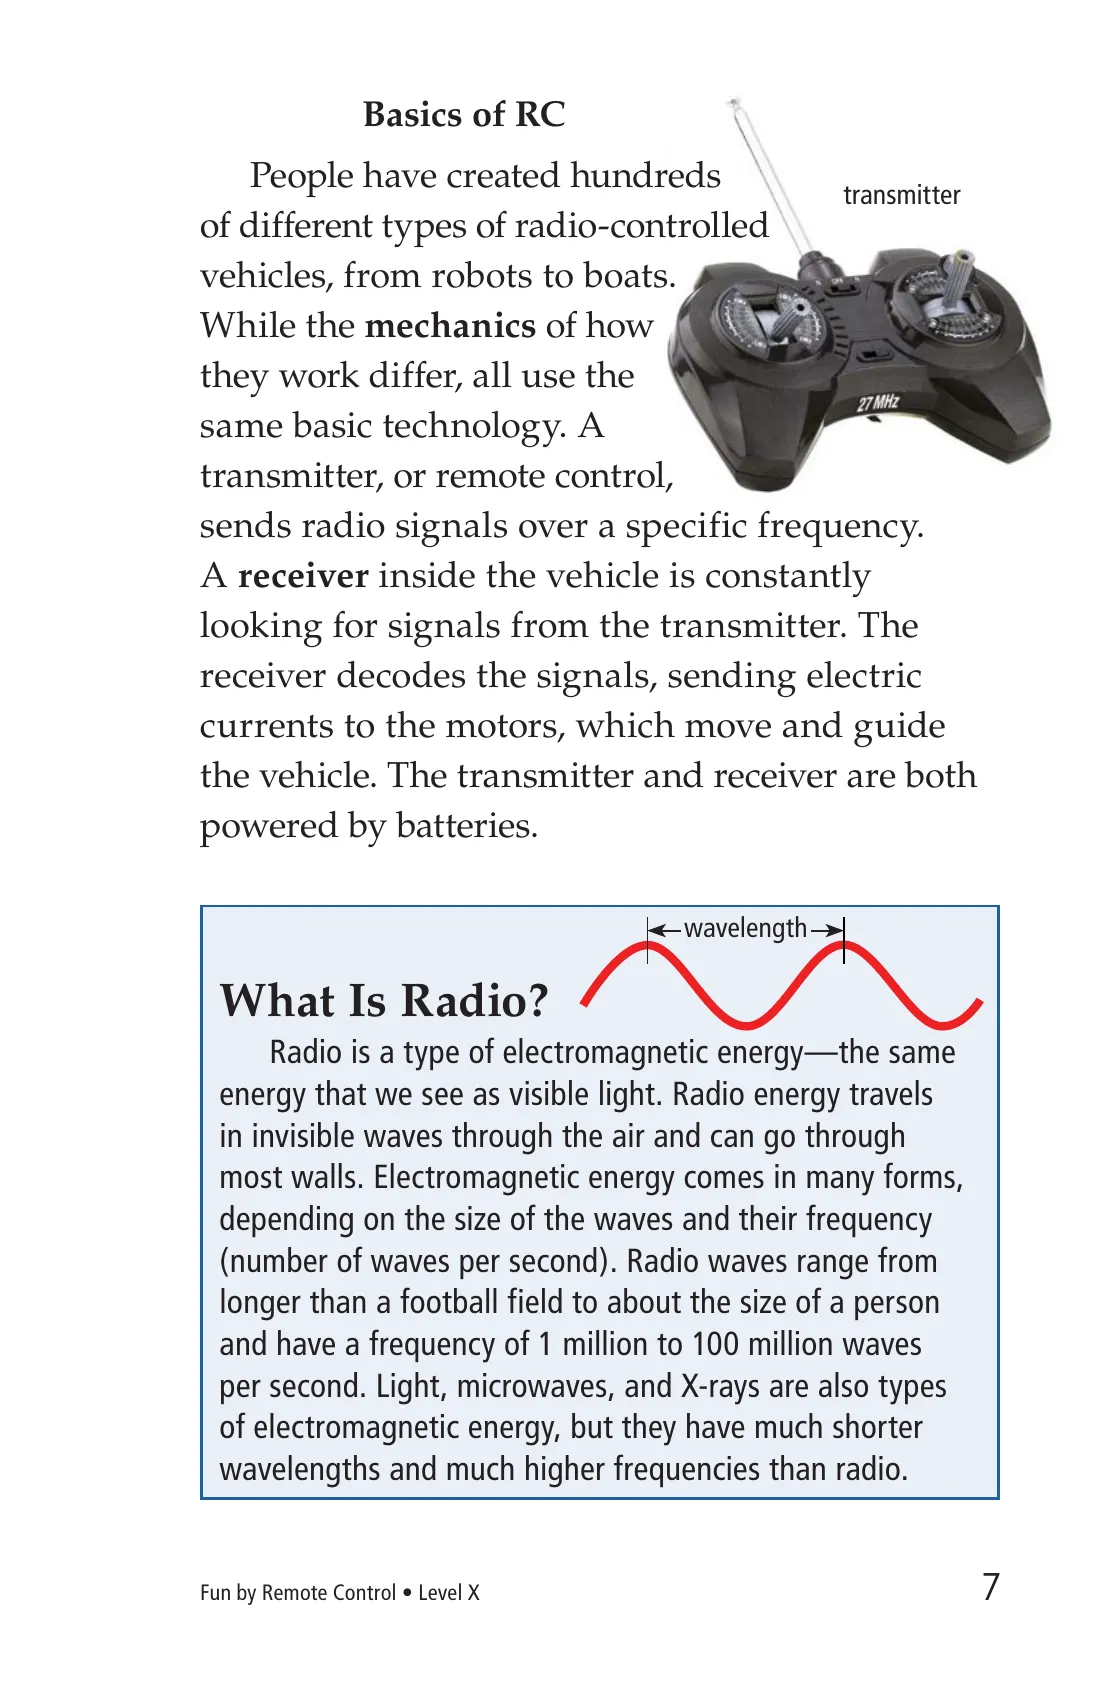 Basics of RC
People have created hundreds
of different types of radio-controlled
vehicles, from robots to boats.
While the mechanics of how
they work differ, all use the
same basic technology. A
transmitter, or remote control,
sends radio signals over a specific frequency.
A receiver inside the vehicle is constantly
looking for signals from the transmitter. The
receiver decodes the signals, sending electric
currents to the motors, which move and guide
the vehicle. The transmitter and receiver are both
powered by batteries.
transmitter
OFF
27 MHz
wavelength
What Is Radio?
Radio is a type of electromagnetic energy—the same
energy that we see as visible light. Radio energy travels
in invisible waves through the air and can go through
most walls. Electromagnetic energy comes in many forms,
depending on the size of the waves and their frequency
(number of waves per second). Radio waves range from
longer than a football field to about the size of a person
and have a frequency of 1 million to 100 million waves
per second. Light, microwaves, and X-rays are also types
of electromagnetic energy, but they have much shorter
wavelengths and much higher frequencies than radio.
Fun by Remote Control • Level X
7